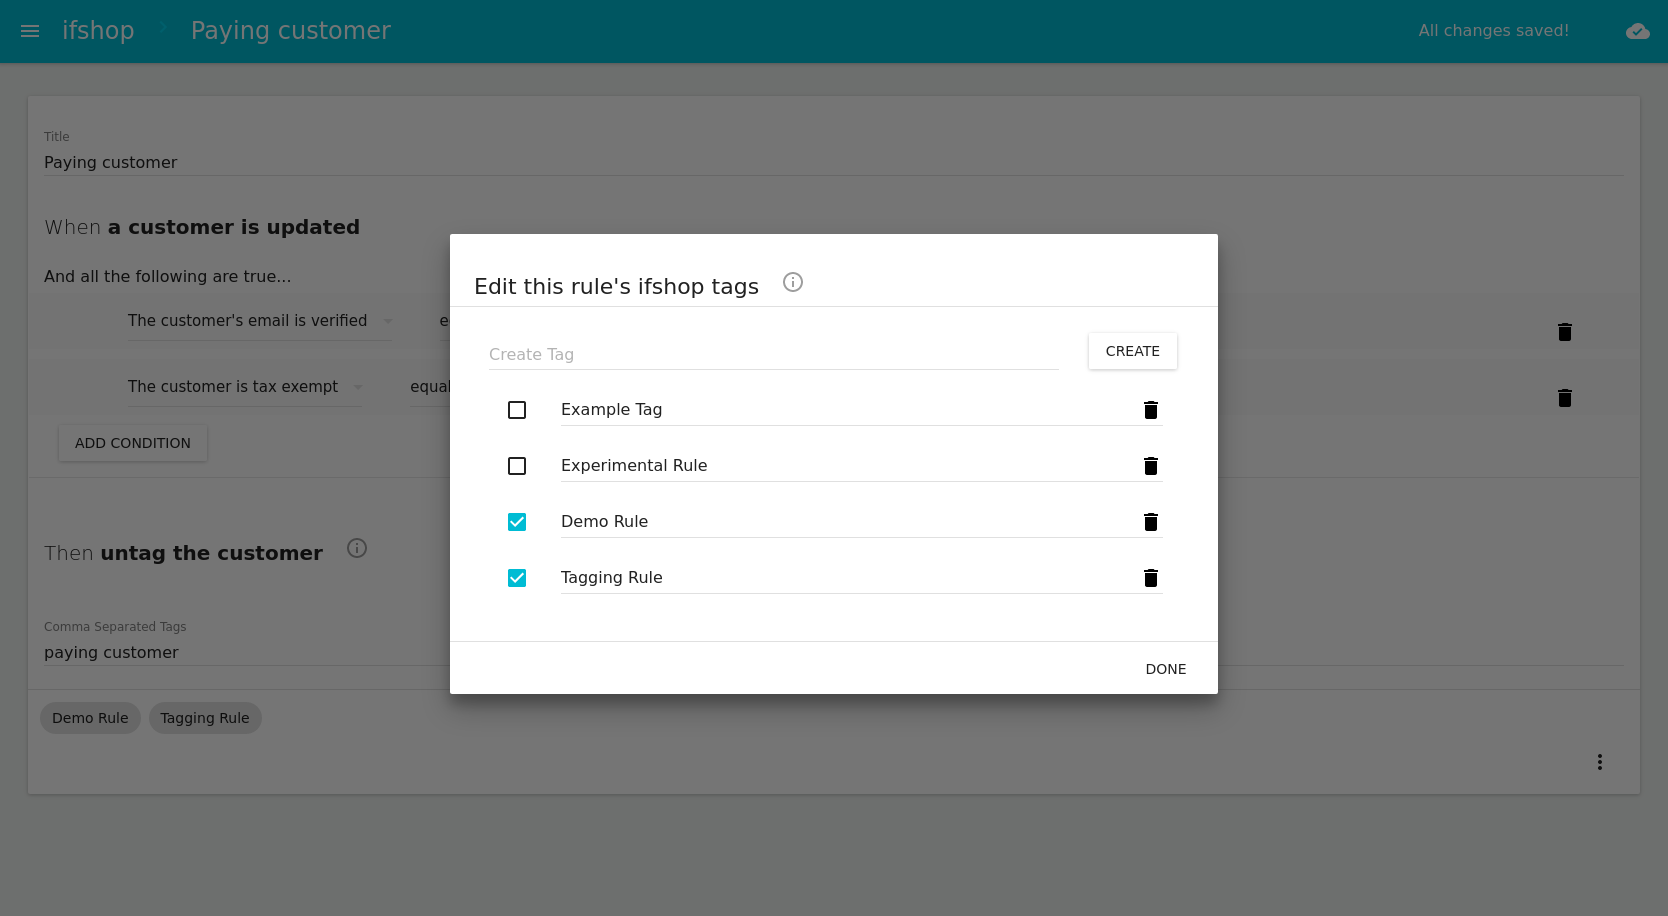 ifshop Paying customer All changes saved!
Title
Paying customer
When a customer is updated
And all the following are true...
The customer's email is verified
The customer is tax exempt
ADD CONDITION
Then untag the customer
Comma Separated Tags
paying customer
Demo Rule Tagging Rule
Edit this rule's ifshop tags
Create Tag CREATE
Example Tag
Experimental Rule
Demo Rule
Tagging Rule
DONE